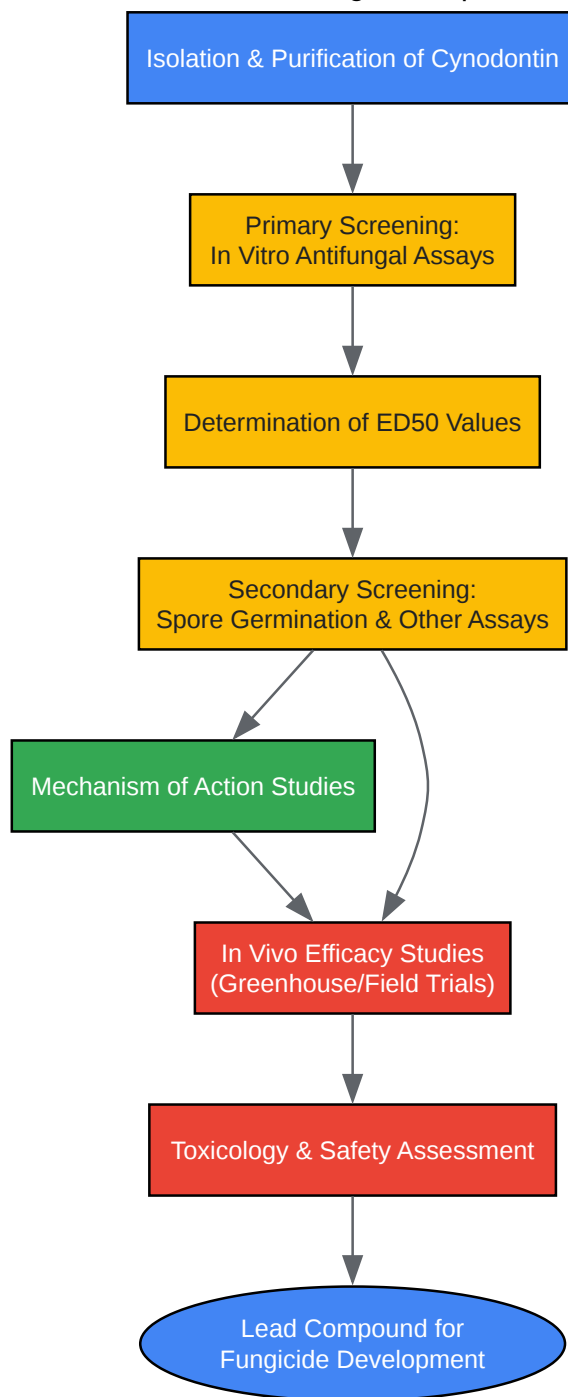 Isolation & Purification of Cynodontin
Primary Screening:
In Vitro Antifungal Assays
Determination of ED50 Values
Secondary Screening:
Spore Germination & Other Assays
Mechanism of Action Studies
In Vivo Efficacy Studies
(Greenhouse/Field Trials)
Toxicology & Safety Assessment
Lead Compound for
Fungicide Development